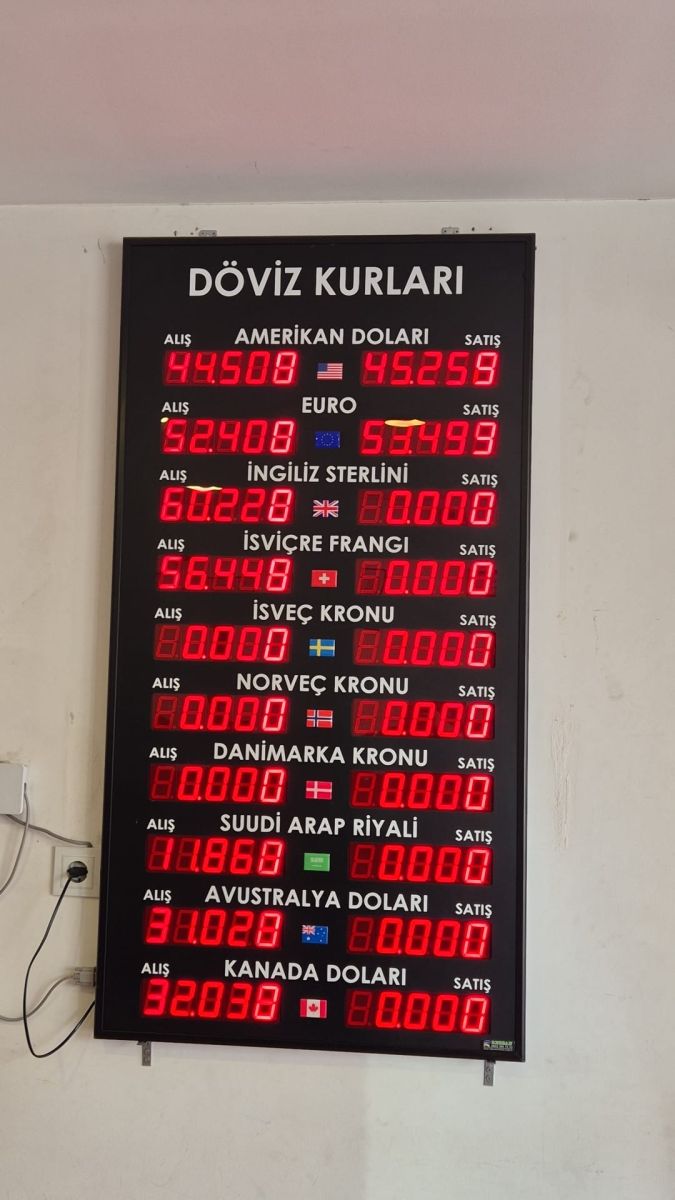 DÖVİZ KURLARI
ALIŞ AMERİKAN DOLARI SATIŞ
44.508 45.259
ALIŞ EURO SATIŞ
52.408 53.499
ALIŞ İNGİLİZ STERLİNİ SATIŞ
60.228 0.000
ALIŞ İSVİÇRE FRANGI SATIŞ
56.448 0.000
ALIŞ İSVEÇ KRONU SATIŞ
0.000 0.000
ALIŞ NORVEÇ KRONU SATIŞ
0.000 0.000
ALIŞ DANİMARKA KRONU SATIŞ
0.000 0.000
ALIŞ SUUDİ ARAP RİYALİ SATIŞ
11.860 0.000
ALIŞ AVUSTRALYA DOLARI SATIŞ
31.028 0.000
ALIŞ KANADA DOLARI SATIŞ
32.038 0.000